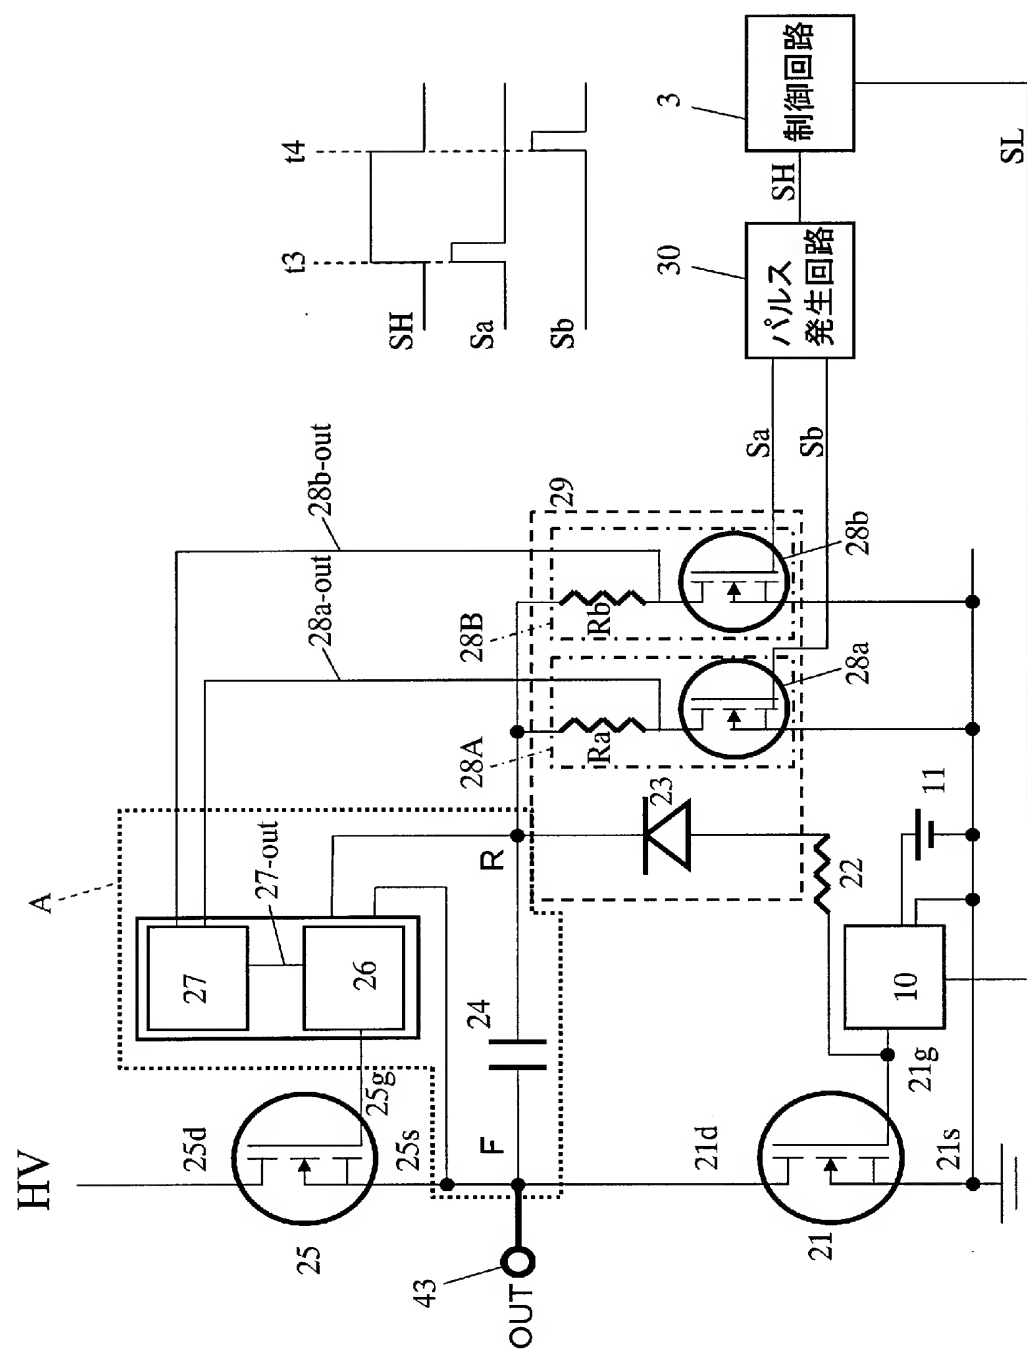 HV
25d
25
25g
25s
43
OUT
F
24
R
A
27
27-out
26
28a-out
28b-out
21d
21
21g
21s
10
11
22
23
28A
Ra
28a
28B
Rb
28b
29
Sa
Sb
30
パルス
発生回路
SH
3
制御回路
SL
t3
t4
SH
Sa
Sb